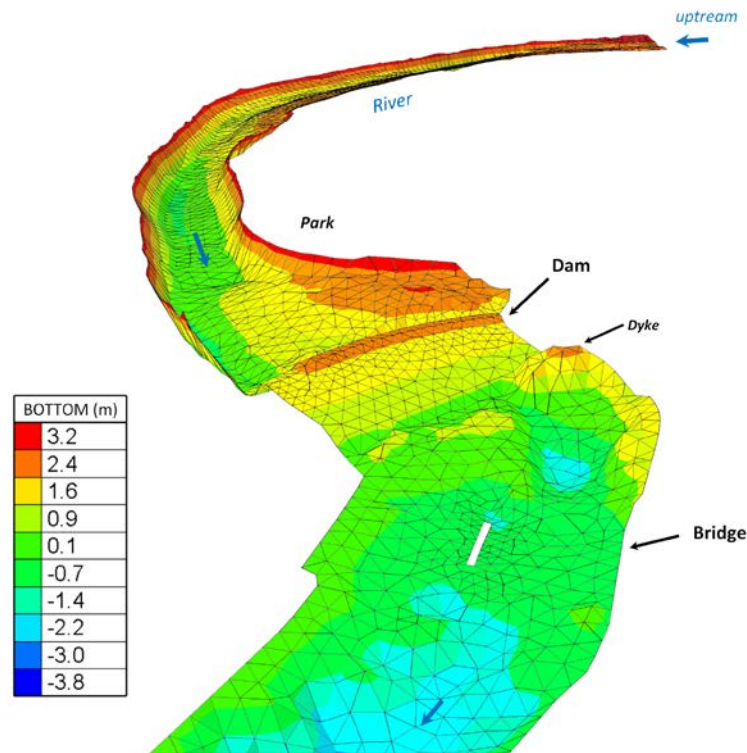 uptream
River
Park
Dam
Dyke
BOTTOM (m)
3.2
2.4
1.6
0.9
0.1
-0.7
-1.4
-2.2
-3.0
-3.8
Bridge